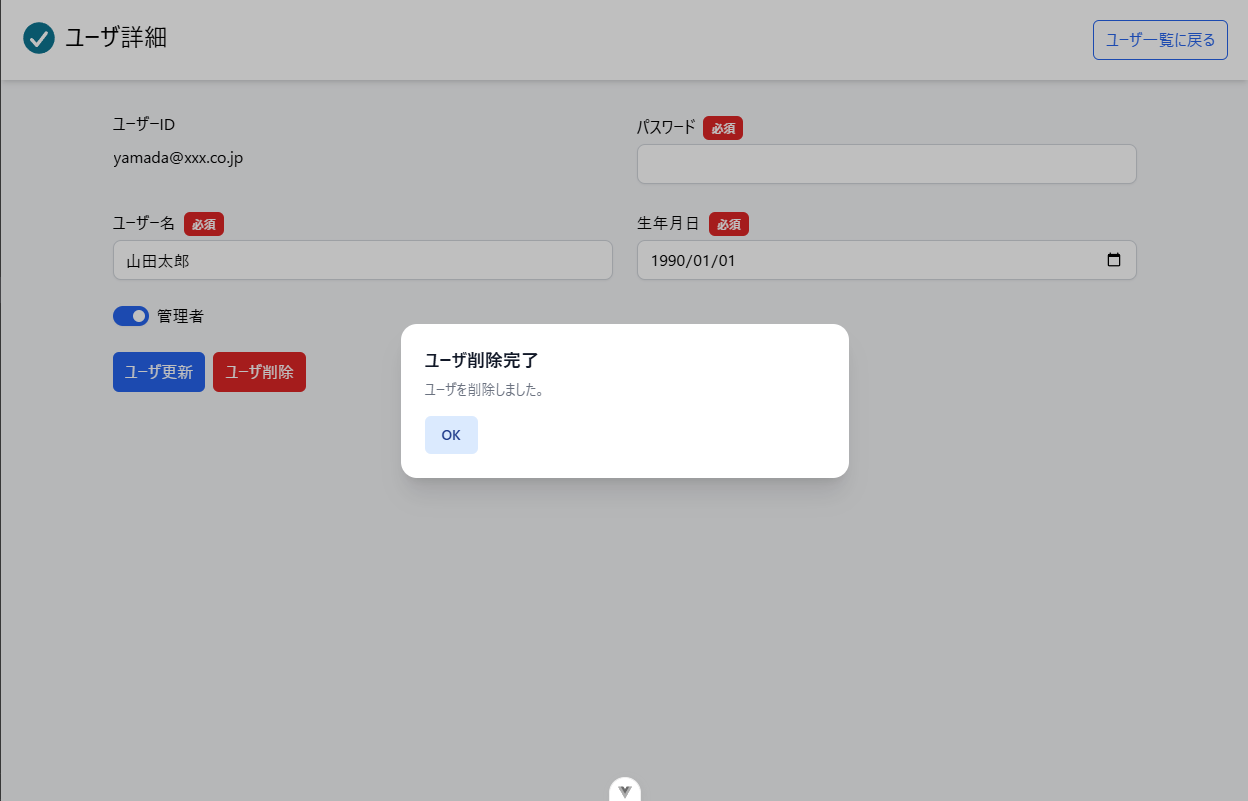 ユーザ詳細
ユーザ一覧に戻る
ユーザーID
yamada@xxx.co.jp
パスワード 必須
ユーザー名 必須
山田太郎
生年月日 必須
1990/01/01
管理者
ユーザ更新
ユーザ削除
ユーザ削除完了
ユーザを削除しました。
OK